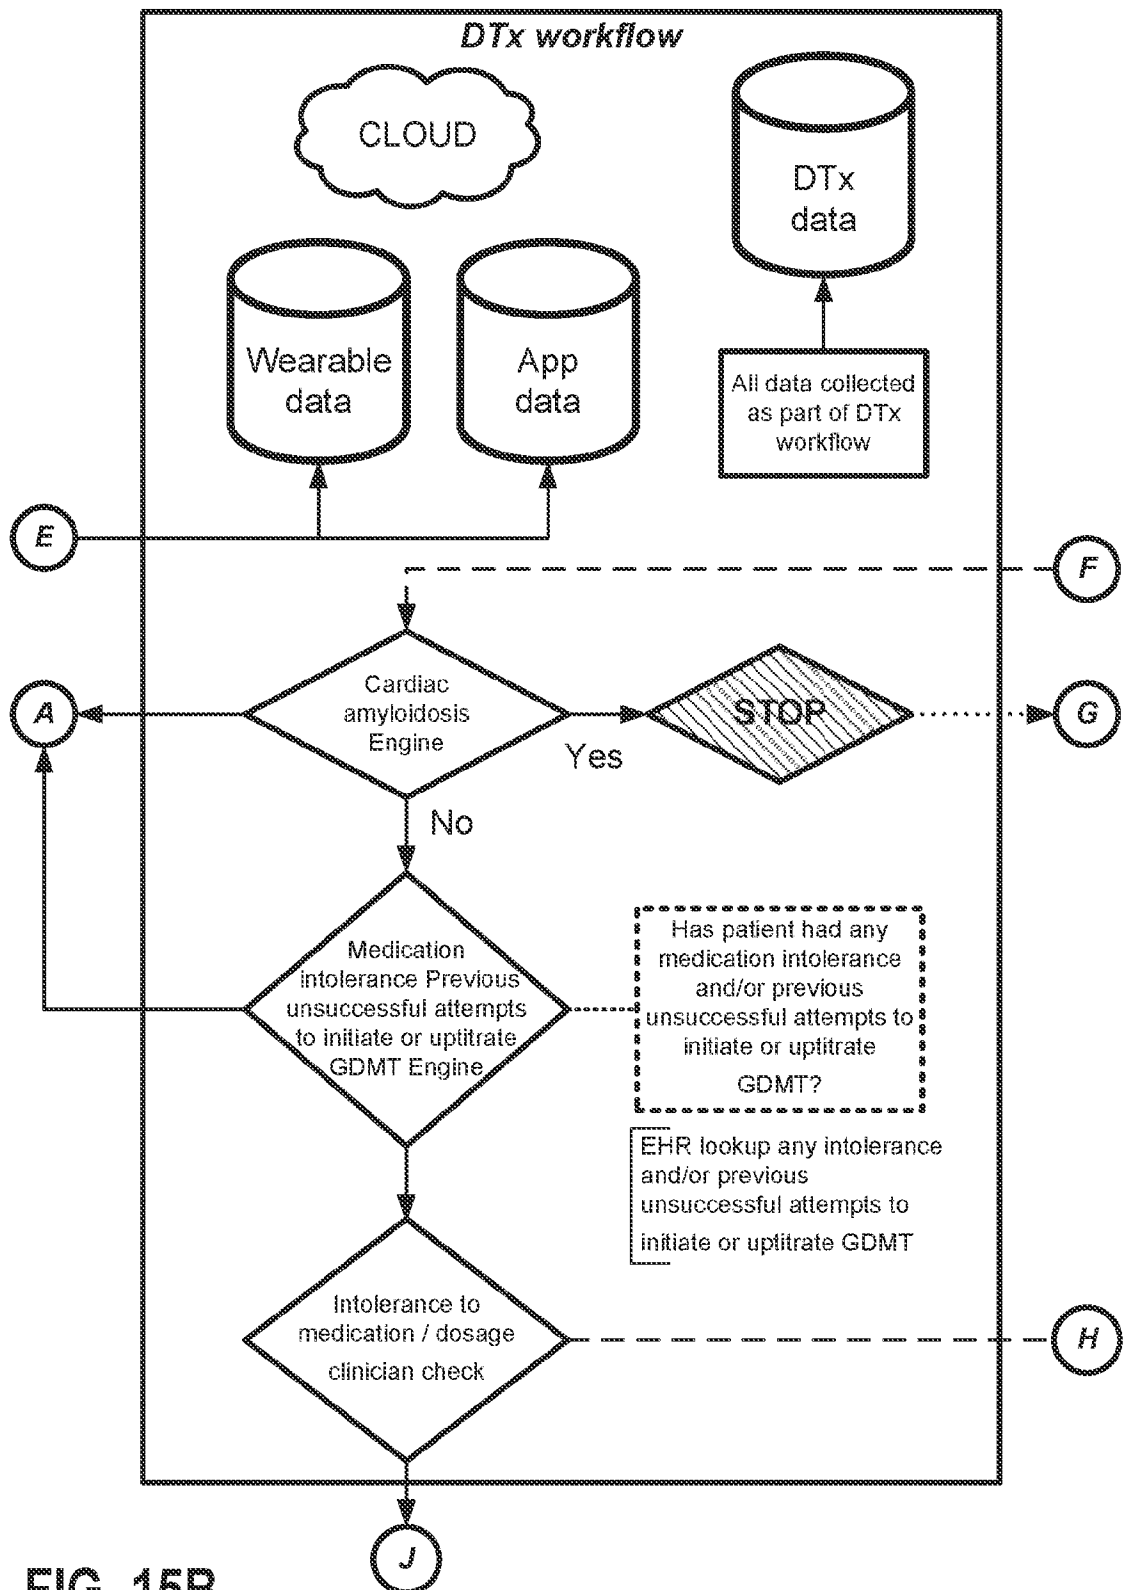 DTx workflow
CLOUD
DTx
data
Wearable
data
App
data
All data collected
as part of DTx
workflow
E
F
Cardiac
amyloidosis
Engine
A
STOP
G
Yes
No
Medication
intolerance Previous
unsuccessful attempts
to initiate or uptitrate
GDMT Engine
Has patient had any
medication intolerance
and/or previous
unsuccessful attempts to
initiate or uptitrate
GDMT?
EHR lookup any intolerance
and/or previous
unsuccessful attempts to
initiate or uptitrate GDMT
Intolerance to
medication / dosage
clinician check
H
J